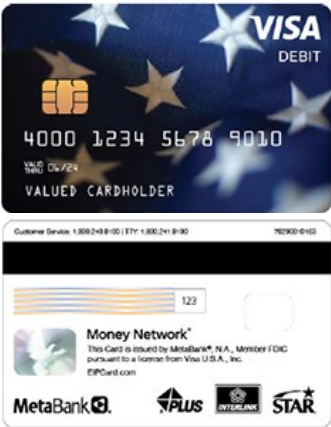 VISA
DEBIT
4000 1234 5678 9010
VALID THRU 06/24
VALUED CARDHOLDER
Customer Service: 1.800.240.8100 | TTY: 1.800.241.9100
Money Network®
This Card is issued by MetaBank®, N.A., Member FDIC
pursuant to a license from Visa U.S.A., Inc.
EIPCard.com
123
MetaBank PLUS INTERLINK STAR